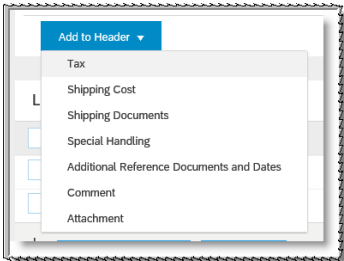 Add to Header ▼
Tax
Shipping Cost
Shipping Documents
Special Handling
Additional Reference Documents and Dates
Comment
Attachment
L